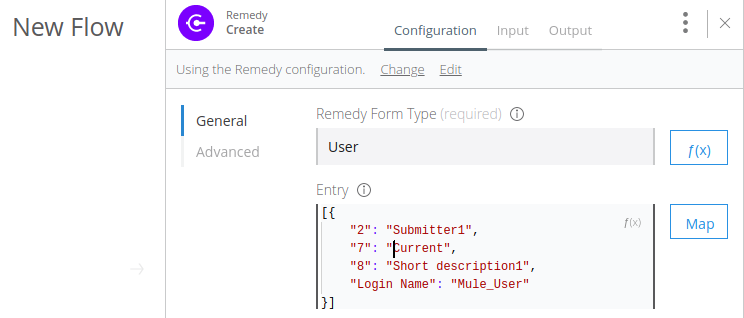 New Flow
Remedy
Create
Configuration
Input
Output
Using the Remedy configuration. Change Edit
General
Advanced
Remedy Form Type (required)
User
f(x)
Entry
[{
"2": "Submitter1",
"7": "Current",
"8": "Short description1",
"Login Name": "Mule_User"
}]
f(x)
Map